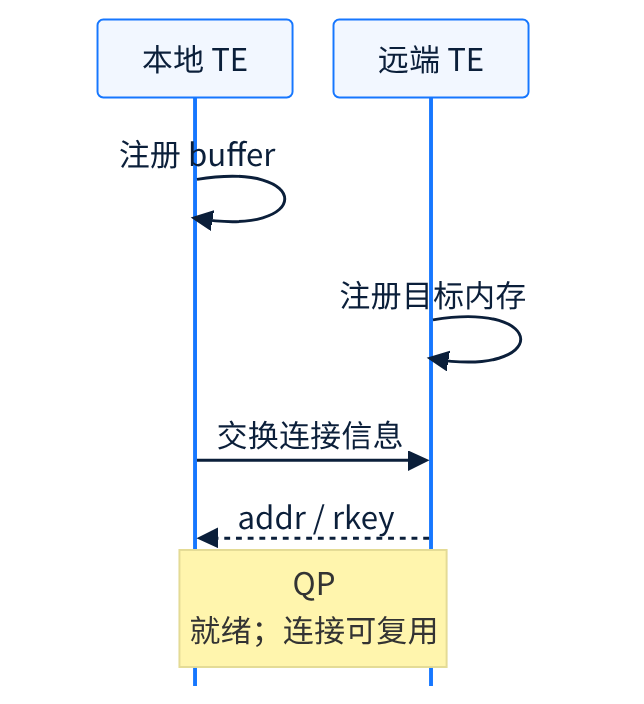 本地 TE
远端 TE
注册 buffer
注册目标内存
交换连接信息
addr / rkey
QP
就绪；连接可复用